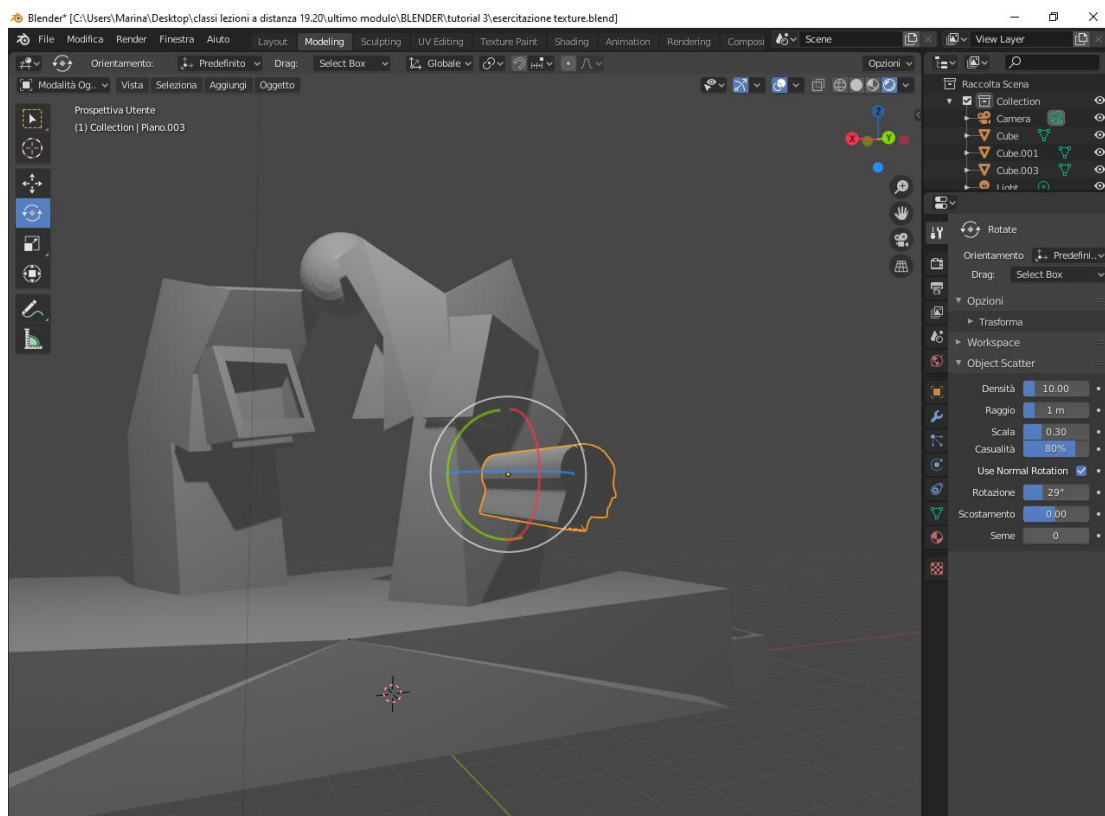 Blender* [C:\Users\Marina\Desktop\classi lezioni a distanza 19.20\ultimo modulo\BLENDER\tutorial 3\esercitazione texture.blend]
File Modifica Render Finestra Aiuto Layout Modeling Sculpting UV Editing Texture Paint Shading Animation Rendering Composi Scene View Layer
Orientamento: Predefinito Drag: Select Box Globale Opzioni
Modalità Og.. Vista Seleziona Aggiungi Oggetto
Prospettiva Utente
(1) Collection | Piano.003
Z
X
Y
Raccolta Scena
Collection
Camera
Cube
Cube.001
Cube.003
Light
Rotate
Orientamento Predefini..
Drag: Select Box
Opzioni
Trasforma
Workspace
Object Scatter
Densità 10.00
Raggio 1 m
Scala 0.30
Casualità 80%
Use Normal Rotation
Rotazione 29°
Scostamento 0.00
Seme 0